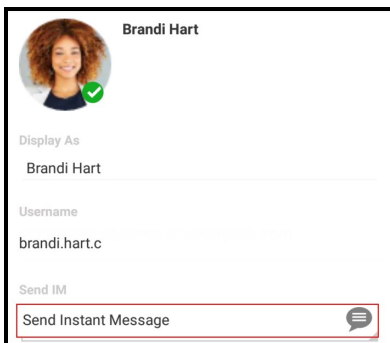 Brandi Hart
Display As
Brandi Hart
Username
brandi.hart.c
Send IM
Send Instant Message